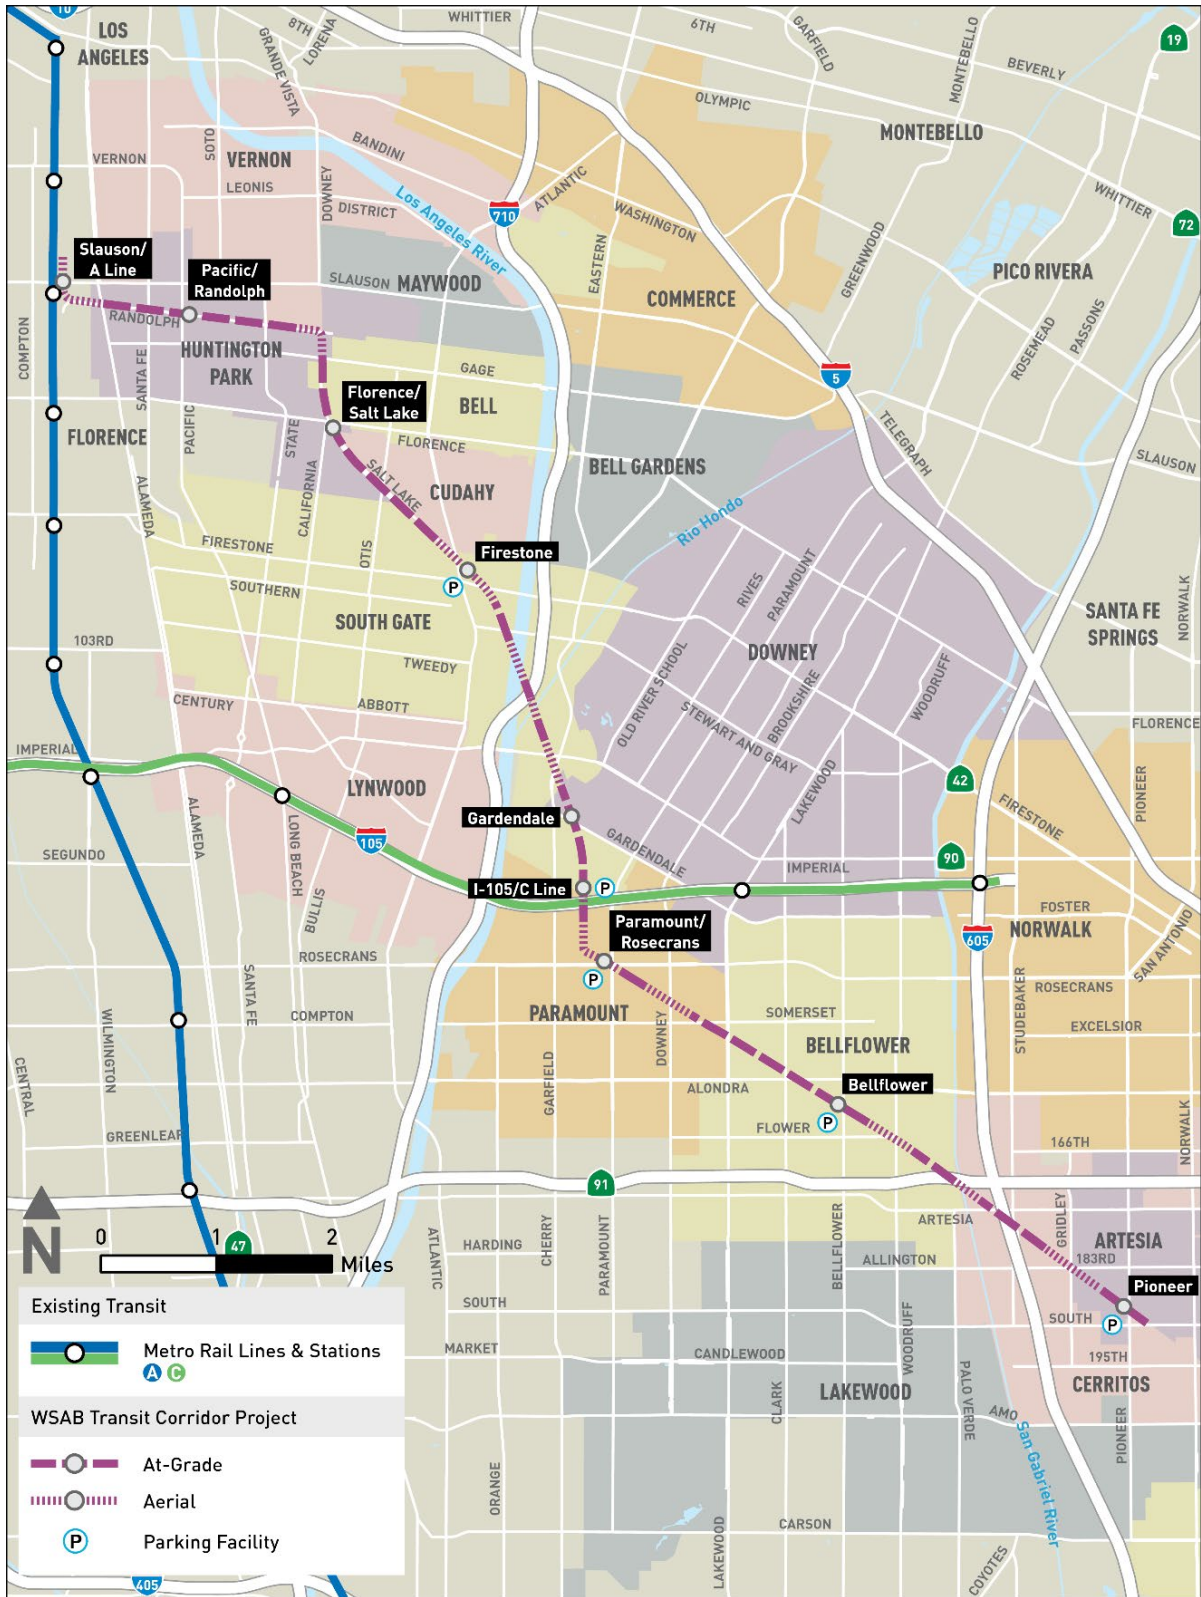 10
LOS
ANGELES
8TH
LORENA
GRANDE VISTA
WHITTIER
6TH
GARFIELD
MONTEBELLO
BEVERLY
19
OLYMPIC
MONTEBELLO
SOTO
VERNON
VERNON
LEONIS
DOWNEY
BANDINI
DISTRICT
Los Angeles River
710
ATLANTIC
WASHINGTON
EASTERN
GREENWOOD
WHITTIER
72
Slauson/
A Line
Pacific/
Randolph
SLAUSON
MAYWOOD
COMMERCE
PICO RIVERA
ROSEMEAD
PASSONS
COMPTON
RANDOLPH
SANTA FE
HUNTINGTON
PARK
PACIFIC
GAGE
5
Florence/
Salt Lake
BELL
FLORENCE
STATE
CALIFORNIA
FLORENCE
SALT LAKE
CUDAHY
BELL GARDENS
TELEGRAPH
SLAUSON
ALAMEDA
Rio Hondo
FIRESTONE
OTIS
Firestone
P
SOUTHERN
SOUTH GATE
RIVES
PARAMOUNT
SANTA FE
SPRINGS
NORWALK
103RD
TWEEDY
OLD RIVER SCHOOL
DOWNEY
BROOKSHIRE
WOODRUFF
CENTURY
ABBOTT
STEWART AND GRAY
FLORENCE
IMPERIAL
LYNWOOD
LAKEWOOD
42
PIONEER
FIRESTONE
ALAMEDA
LONG BEACH
105
Gardendale
GARDENDALE
IMPERIAL
90
SEGUNDO
BULLIS
I-105/C Line
P
FOSTER
Paramount/
Rosecrans
605
NORWALK
SAN ANTONIO
ROSECRANS
P
ROSECRANS
SANTA FE
WILMINGTON
COMPTON
PARAMOUNT
DOWNEY
SOMERSET
STUDEBAKER
EXCELSIOR
BELLFLOWER
CENTRAL
GARFIELD
ALONDRA
Bellflower
P
GREENLEAF
FLOWER
166TH
NORWALK
91
N
0 1 2
Miles
47
ATLANTIC
HARDING
CHERRY
PARAMOUNT
BELLFLOWER
ARTESIA
GRIDLEY
ARTESIA
ALLINGTON
183RD
Pioneer
Existing Transit
SOUTH
WOODRUFF
SOUTH
P
Metro Rail Lines & Stations
A C
MARKET
CANDLEWOOD
195TH
CLARK
LAKEWOOD
PALO VERDE
CERRITOS
WSAB Transit Corridor Project
AMO
San Gabriel River
PIONEER
At-Grade
Aerial
ORANGE
P Parking Facility
LAKEWOOD
CARSON
COYOTES
405